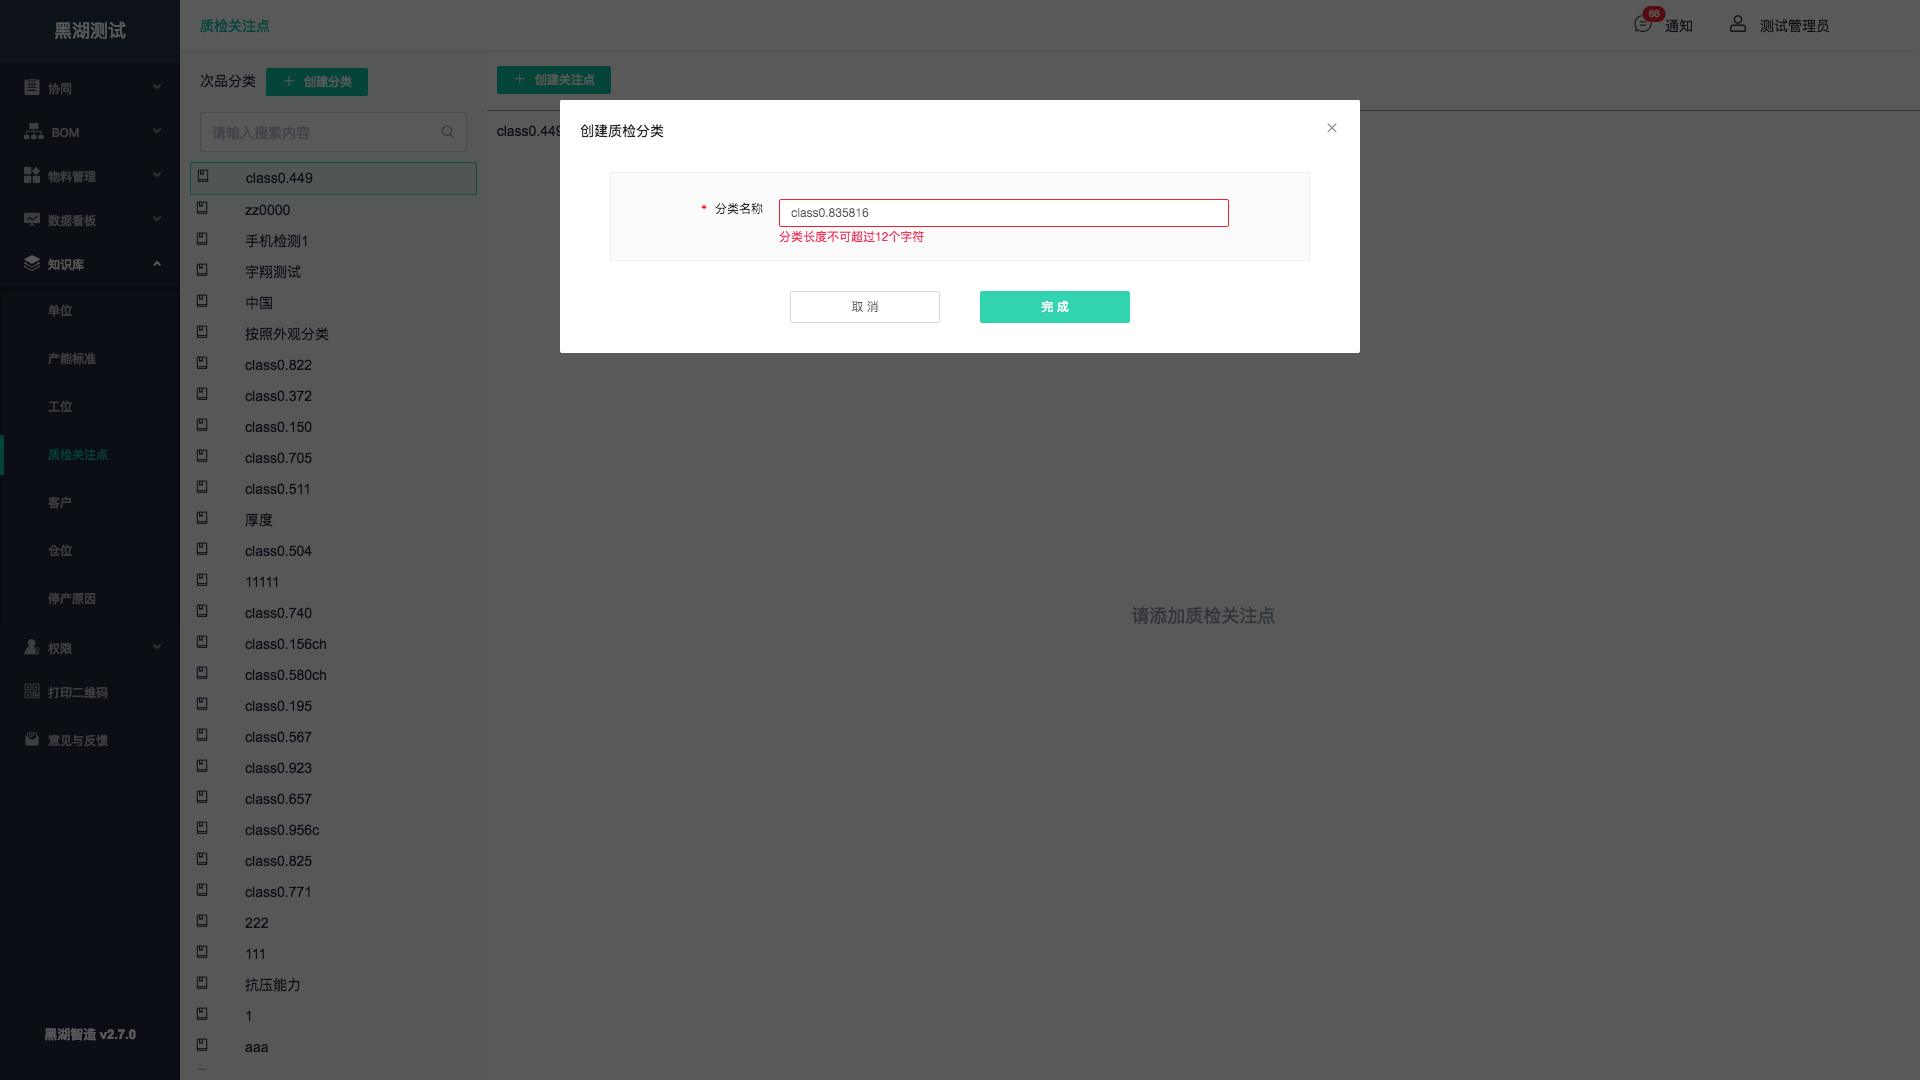 黑湖测试
协同
BOM
物料管理
数据看板
知识库
单位
产能标准
工位
质检关注点
客户
仓位
停产原因
权限
打印二维码
意见与反馈
黑湖智造 v2.7.0
质检关注点
66
通知
测试管理员
次品分类
创建分类
请输入搜索内容
class0.449
zz0000
手机检测1
宇翔测试
中国
按照外观分类
class0.822
class0.372
class0.150
class0.705
class0.511
厚度
class0.504
11111
class0.740
class0.156ch
class0.580ch
class0.195
class0.567
class0.923
class0.657
class0.956c
class0.825
class0.771
222
111
抗压能力
1
aaa
创建关注点
class0.449
请添加质检关注点
创建质检分类
* 分类名称
class0.835816
分类长度不可超过12个字符
取 消
完 成